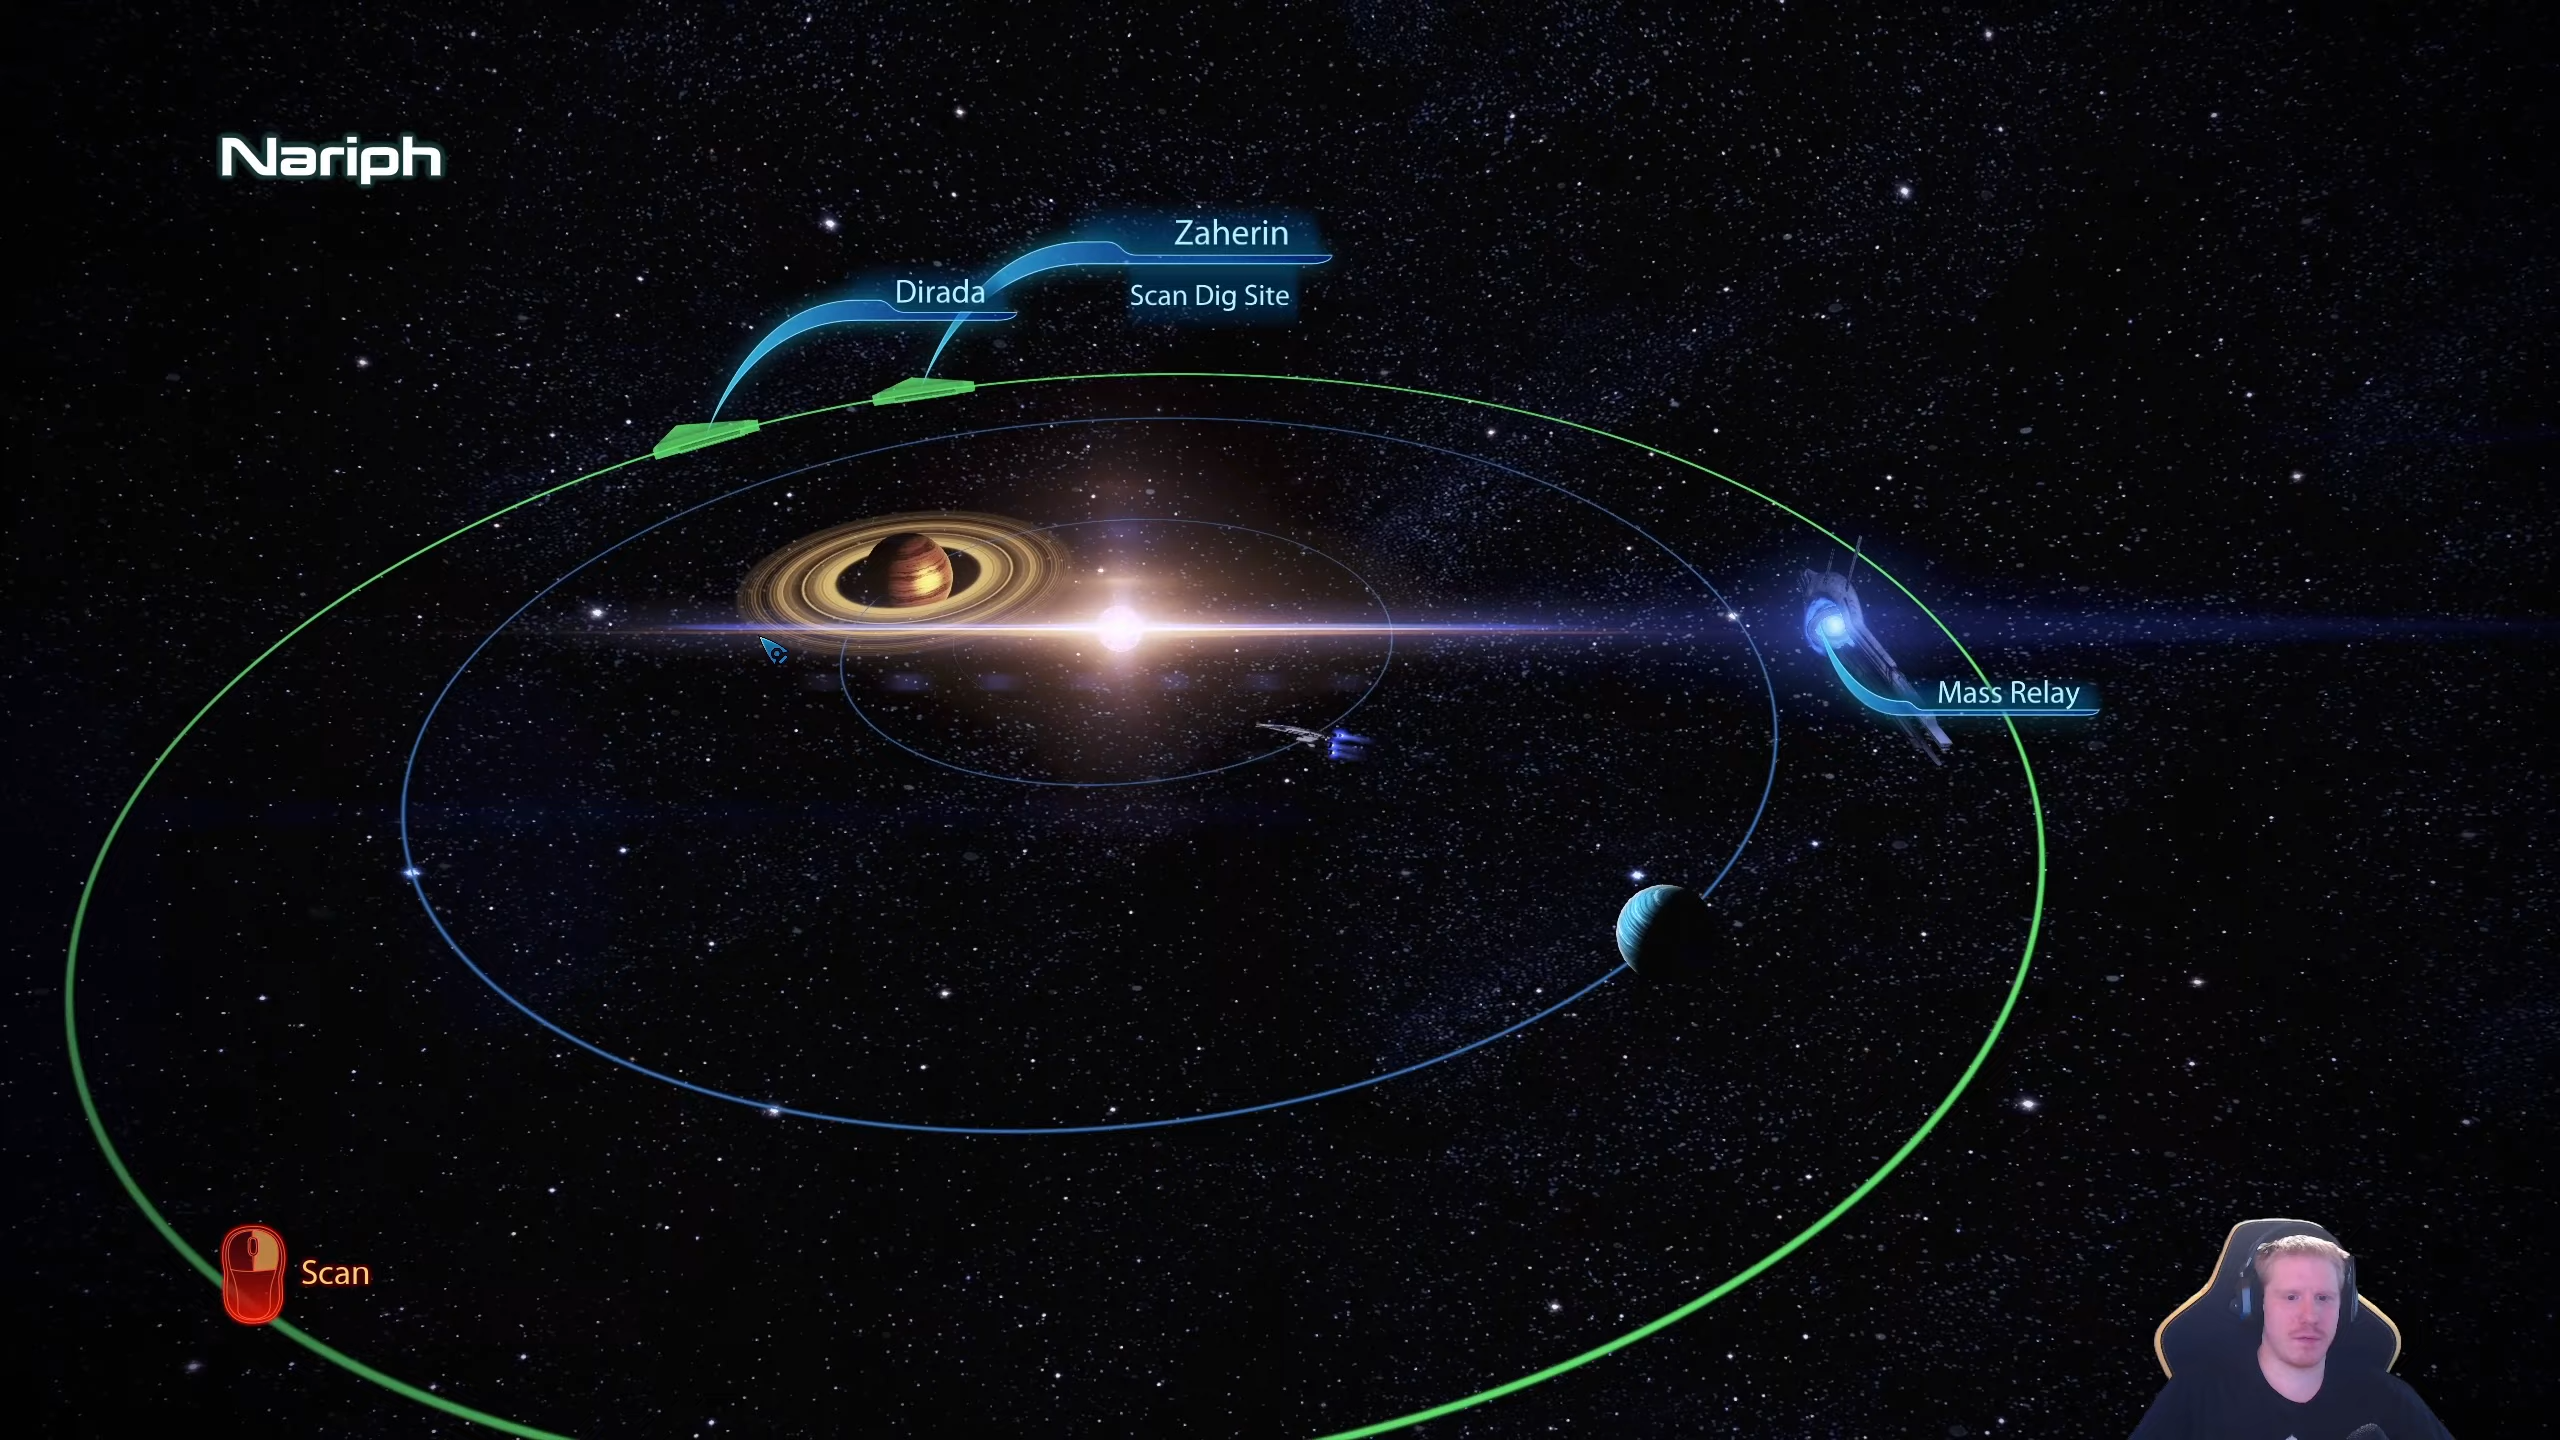 Nariph
Zaherin
Scan Dig Site
Dirada
Mass Relay
Scan